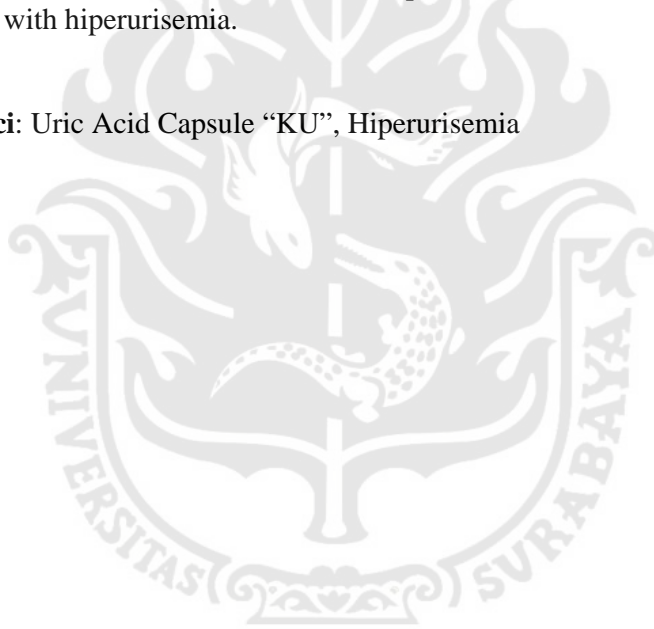 with hiperurisemia.
ci: Uric Acid Capsule “KU”, Hiperurisemia
UNIVERSITAS SURABAYA